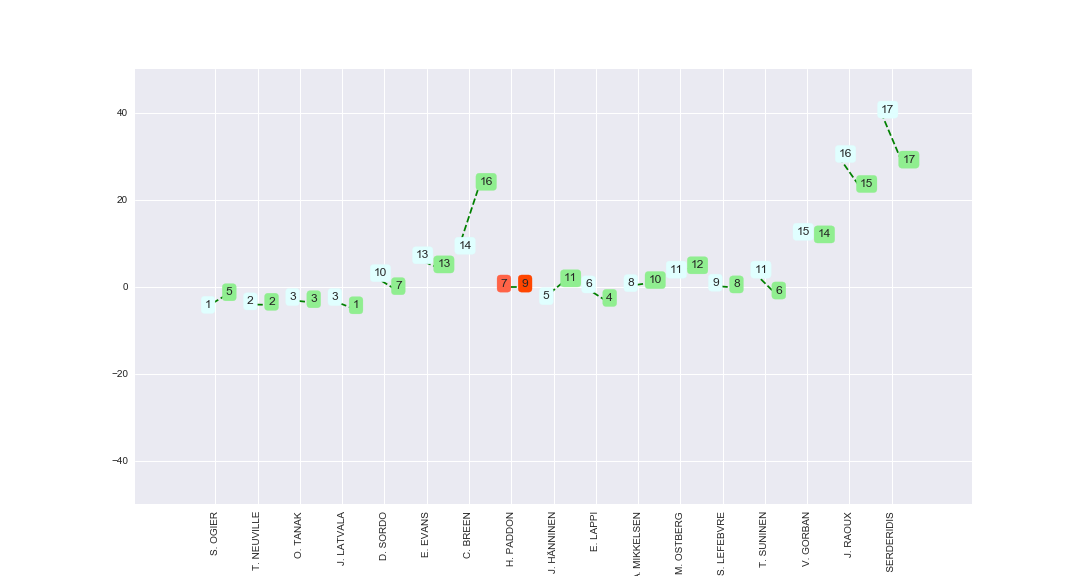 40
20
0
−20
−40
1 5
2 2
3 3
3 1
10 7
13 13
14 16
7 9
5 11
6 4
8 10
11 12
9 8
11 6
15 14
16 15
17 17
S. OGIER
T. NEUVILLE
O. TANAK
J. LATVALA
D. SORDO
E. EVANS
C. BREEN
H. PADDON
J. HANNINEN
E. LAPPI
MIKKELSEN
M. OSTBERG
S. LEFEBVRE
T. SUNINEN
V. GORBAN
J. RAOUX
SERDERIDIS